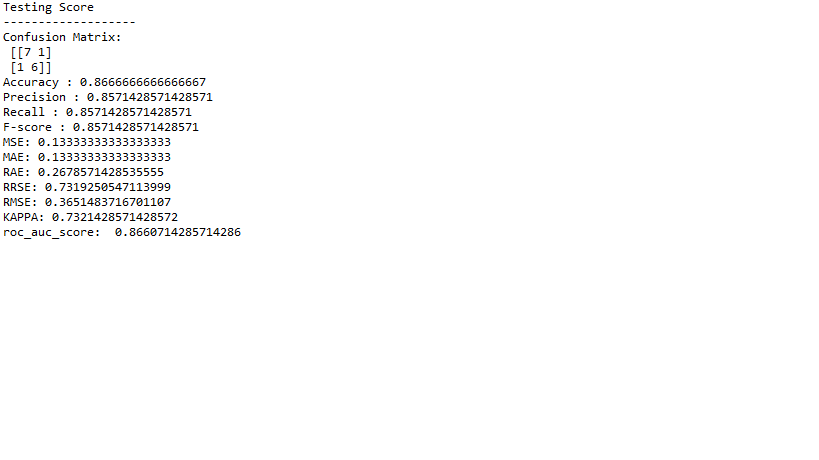 Testing Score
-------------------
Confusion Matrix:
[[7 1]
[1 6]]
Accuracy : 0.8666666666666667
Precision : 0.8571428571428571
Recall : 0.8571428571428571
F-score : 0.8571428571428571
MSE: 0.13333333333333333
MAE: 0.13333333333333333
RAE: 0.2678571428535555
RRSE: 0.7319250547113999
RMSE: 0.3651483716701107
KAPPA: 0.7321428571428572
roc_auc_score:  0.8660714285714286